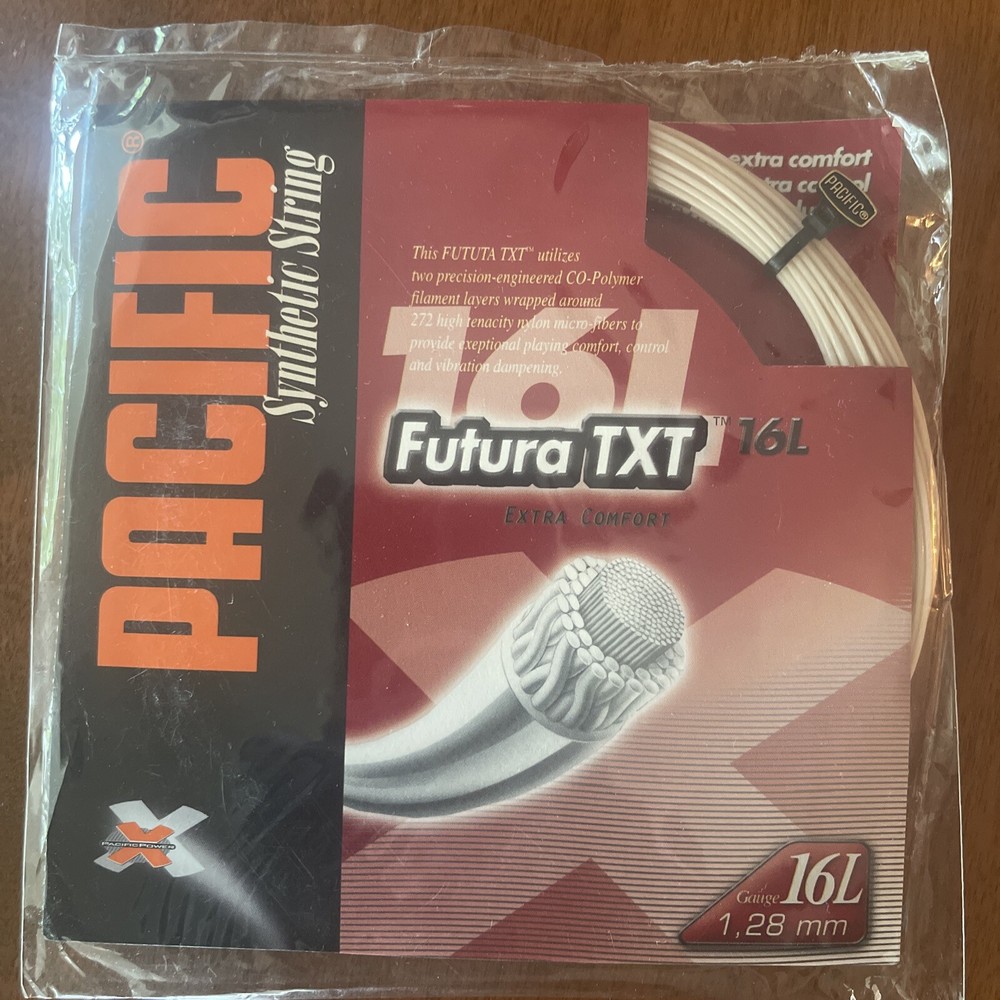 PACIFIC®
Synthetic String
extra comfort
PACIFIC®
This FUTUTA TXT™ utilizes
two precision-engineered CO-Polymer
filament layers wrapped around
272 high tenacity nylon micro-fibers to
provide exeptional playing comfort, control
and vibration dampening.
16L
Futura TXT™ 16L
EXTRA COMFORT
X
PACIFICPOWER
Gauge 16L
1,28 mm